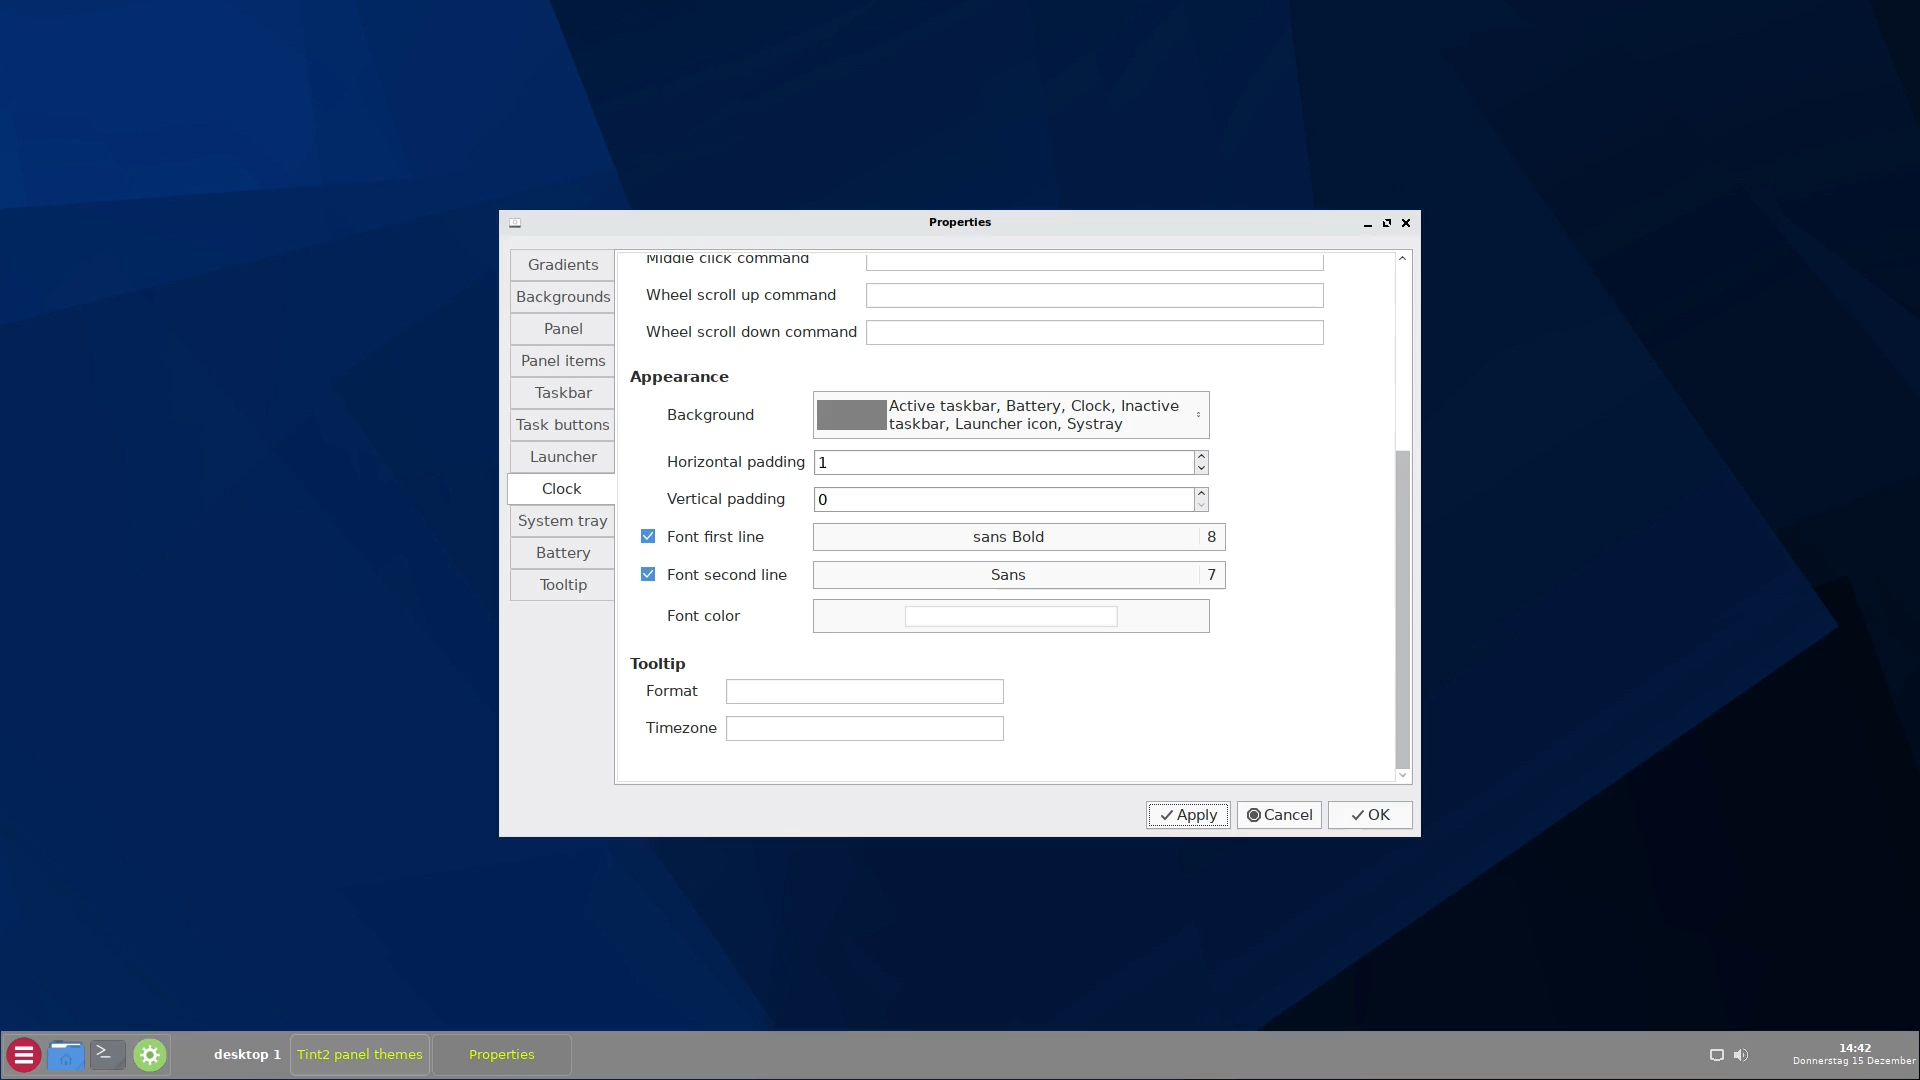 Properties
Gradients
Backgrounds
Panel
Panel items
Taskbar
Task buttons
Launcher
Clock
System tray
Battery
Tooltip
Middle click command
Wheel scroll up command
Wheel scroll down command
Appearance
Background
Active taskbar, Battery, Clock, Inactive
taskbar, Launcher icon, Systray
Horizontal padding 1
Vertical padding 0
Font first line sans Bold 8
Font second line Sans 7
Font color
Tooltip
Format
Timezone
Apply Cancel OK
desktop 1 Tint2 panel themes Properties
14:42
Donnerstag 15 Dezember